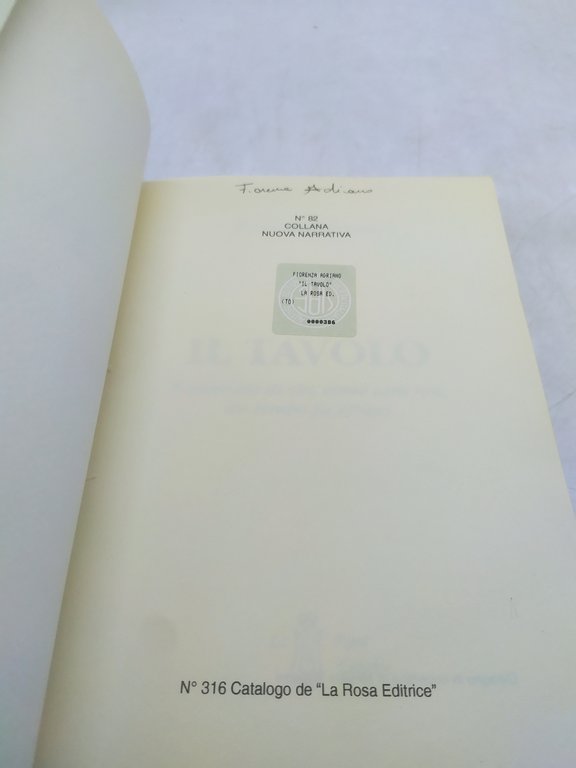 Fiorenza Adriano
N° 82
COLLANA
NUOVA NARRATIVA
FIORENZA ADRIANO
"IL TAVOLO"
LA ROSA ED.
(TO)
0000386
IL TAVOLO
N° 316 Catalogo de "La Rosa Editrice"